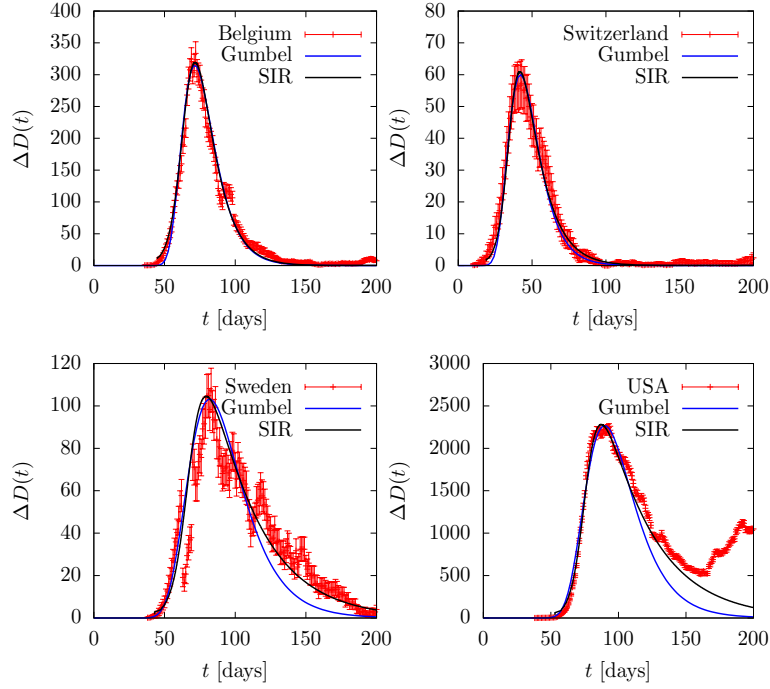 400
350
300
250
200
150
100
50
0
ΔD(t)
Belgium
Gumbel
SIR
0 50 100 150 200
t [days]
80
70
60
50
40
30
20
10
0
ΔD(t)
Switzerland
Gumbel
SIR
0 50 100 150 200
t [days]
120
100
80
60
40
20
0
ΔD(t)
Sweden
Gumbel
SIR
0 50 100 150 200
t [days]
3000
2500
2000
1500
1000
500
0
ΔD(t)
USA
Gumbel
SIR
0 50 100 150 200
t [days]